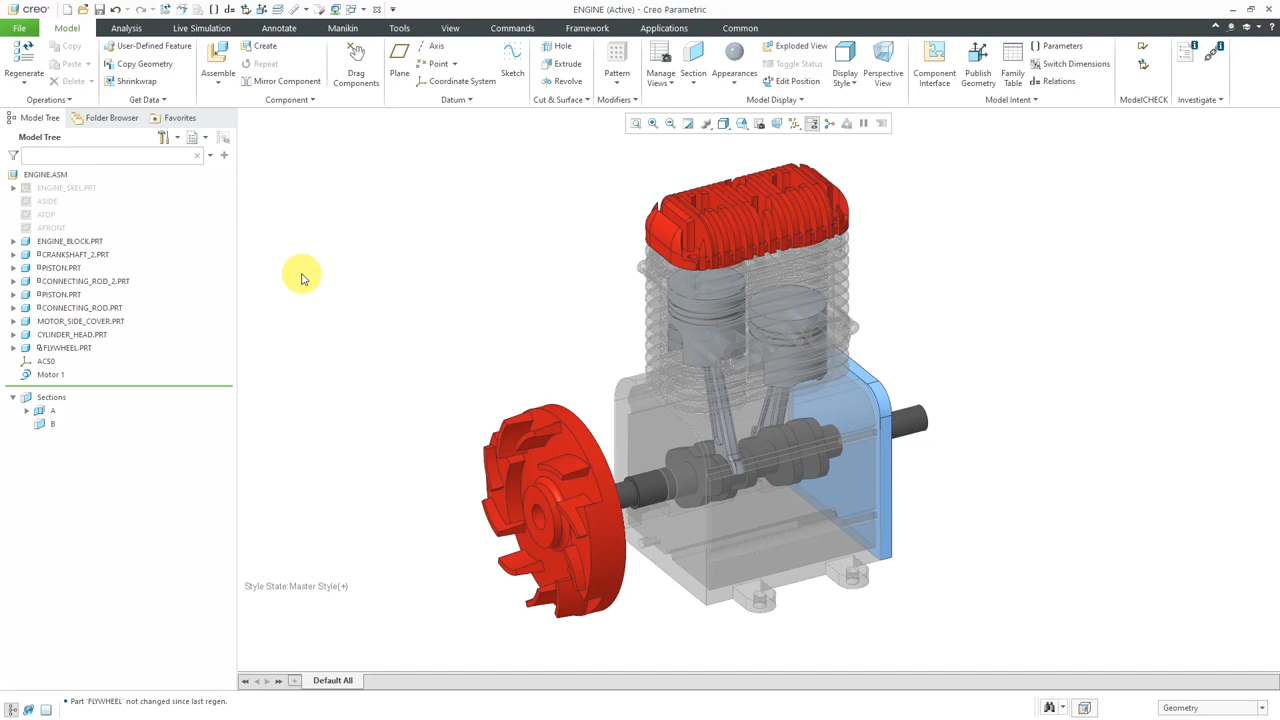 creo
ENGINE (Active) - Creo Parametric
File Model Analysis Live Simulation Annotate Manikin Tools View Commands Framework Applications Common
Regenerate
Copy
Paste
Delete
Operations
User-Defined Feature
Copy Geometry
Shrinkwrap
Get Data
Assemble
Create
Repeat
Mirror Component
Component
Drag Components
Plane
Axis
Point
Coordinate System
Sketch
Datum
Hole
Extrude
Revolve
Cut & Surface
Pattern
Modifiers
Manage Views
Section
Appearances
Exploded View
Toggle Status
Edit Position
Display Style
Perspective View
Model Display
Component Interface
Publish Geometry
Family Table
Parameters
Switch Dimensions
Relations
Model Intent
ModelCHECK
Investigate
Model Tree Folder Browser Favorites
Model Tree
ENGINE.ASM
ENGINE_SKEL.PRT
ASIDE
ATOP
AFRONT
ENGINE_BLOCK.PRT
CRANKSHAFT_2.PRT
PISTON.PRT
CONNECTING_ROD_2.PRT
PISTON.PRT
CONNECTING_ROD.PRT
MOTOR_SIDE_COVER.PRT
CYLINDER_HEAD.PRT
FLYWHEEL.PRT
ACS0
Motor 1
Sections
A
B
Style State:Master Style(+)
Default All
Part 'FLYWHEEL' not changed since last regen.
Geometry